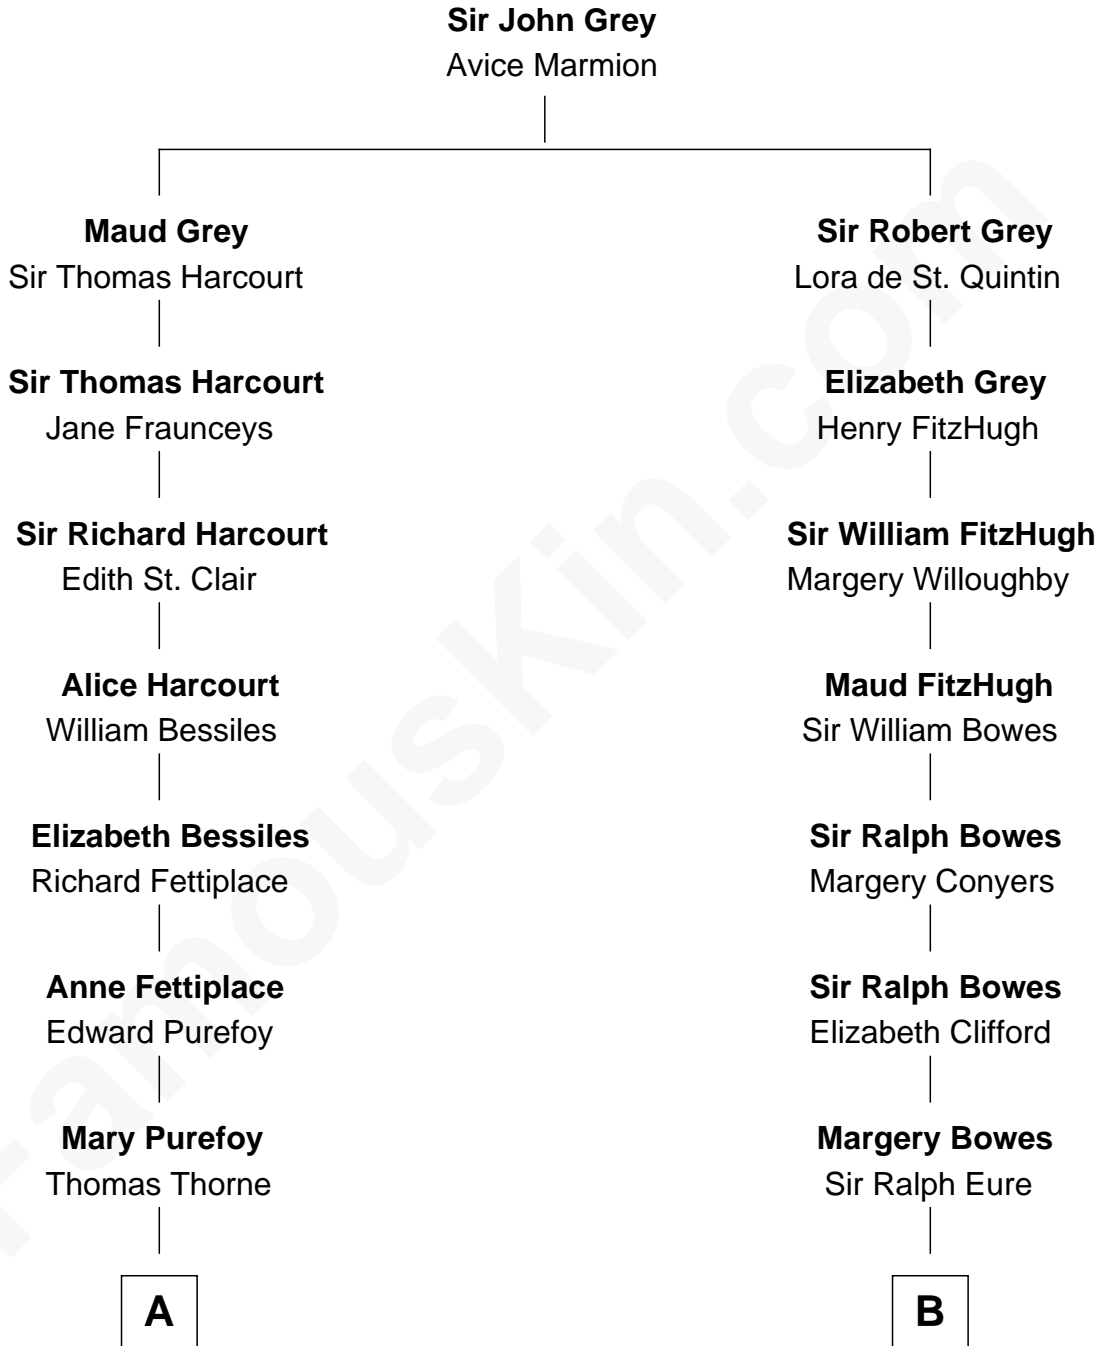 Sir John Grey
Avice Marmion
Maud Grey
Sir Thomas Harcourt
Sir Robert Grey
Lora de St. Quintin
Sir Thomas Harcourt
Jane Fraunceys
Elizabeth Grey
Henry FitzHugh
Sir Richard Harcourt
Edith St. Clair
Sir William FitzHugh
Margery Willoughby
Alice Harcourt
William Bessiles
Maud FitzHugh
Sir William Bowes
Elizabeth Bessiles
Richard Fettiplace
Sir Ralph Bowes
Margery Conyers
Anne Fettiplace
Edward Purefoy
Sir Ralph Bowes
Elizabeth Clifford
Mary Purefoy
Thomas Thorne
Margery Bowes
Sir Ralph Eure
A
B
FamousKin.com